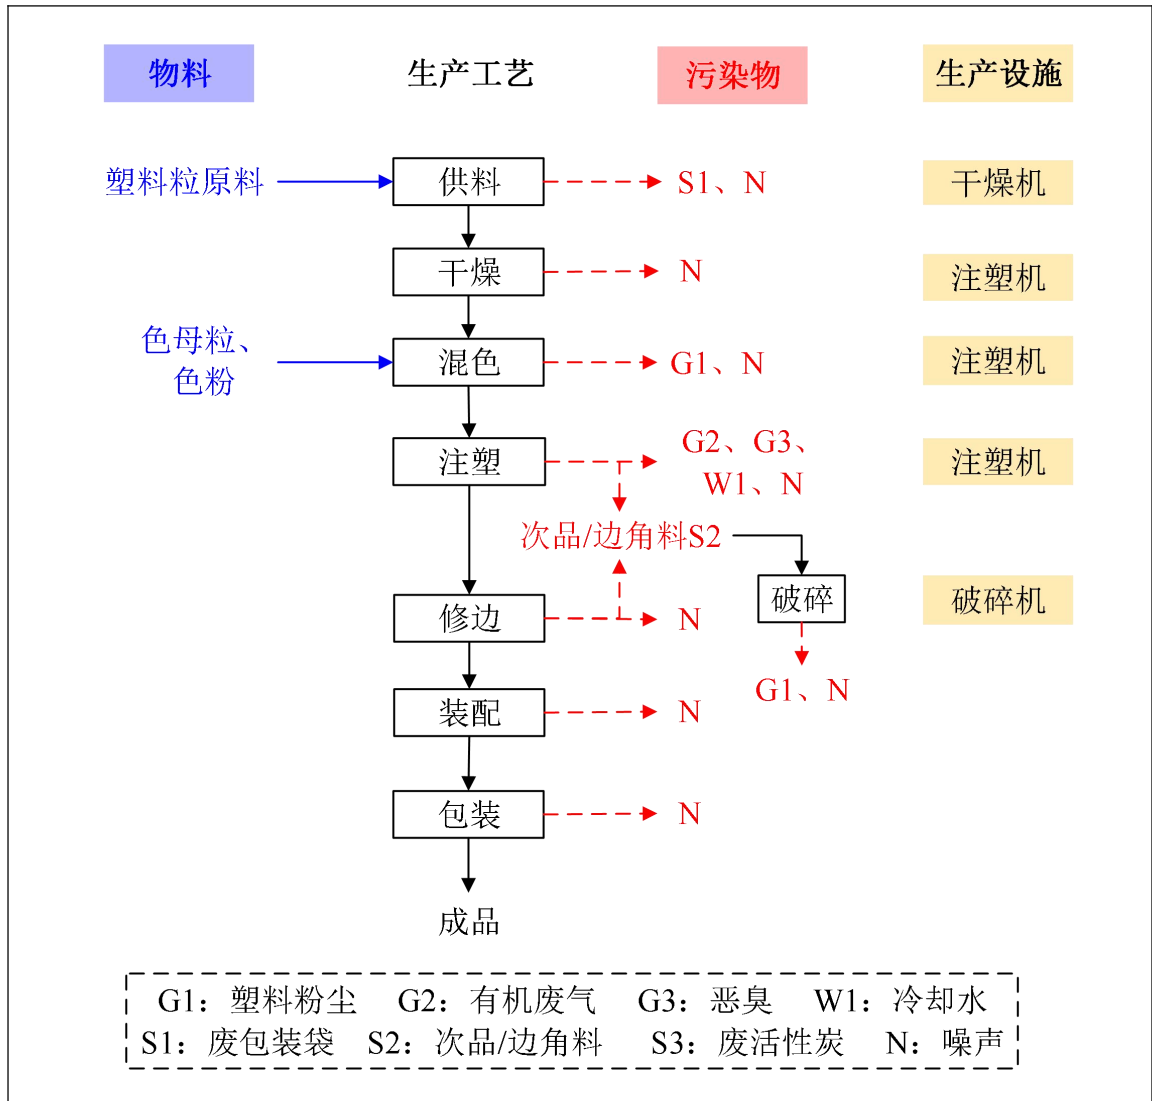 物料 生产工艺 污染物 生产设施
塑料粒原料 供料 S1、N 干燥机
干燥 N 注塑机
色母粒、
色粉
混色 G1、N 注塑机
注塑 G2、G3、
W1、N
注塑机
次品/边角料S2
破碎 破碎机
修边 N
G1、N
装配 N
包装 N
成品
G1：塑料粉尘 G2：有机废气 G3：恶臭 W1：冷却水
S1：废包装袋 S2：次品/边角料 S3：废活性炭 N：噪声